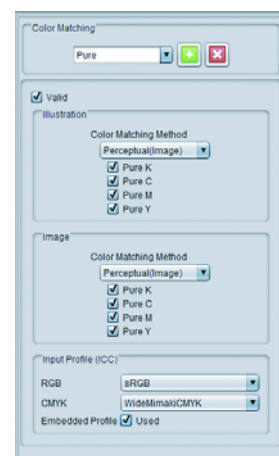 Color Matching
Pure
Valid
Illustration
Color Matching Method
Perceptual(Image)
Pure K
Pure C
Pure M
Pure Y
Image
Color Matching Method
Perceptual(Image)
Pure K
Pure C
Pure M
Pure Y
Input Profile (ICC)
RGB sRGB
CMYK WideMimakiCMYK
Embedded Profile Used